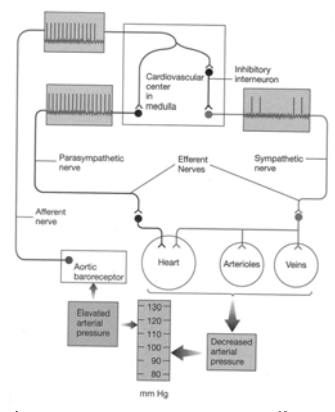 Cardiovascular
center
in
medulla
Inhibitory
interneuron
Parasympathetic
nerve
Efferent
Nerves
Sympathetic
nerve
Afferent
nerve
Aortic
baroreceptor
Heart
Arterioles
Veins
Elavated
arterial
pressure
130
120
110
100
90
80
Decreased
arterial
pressure
mm Hg